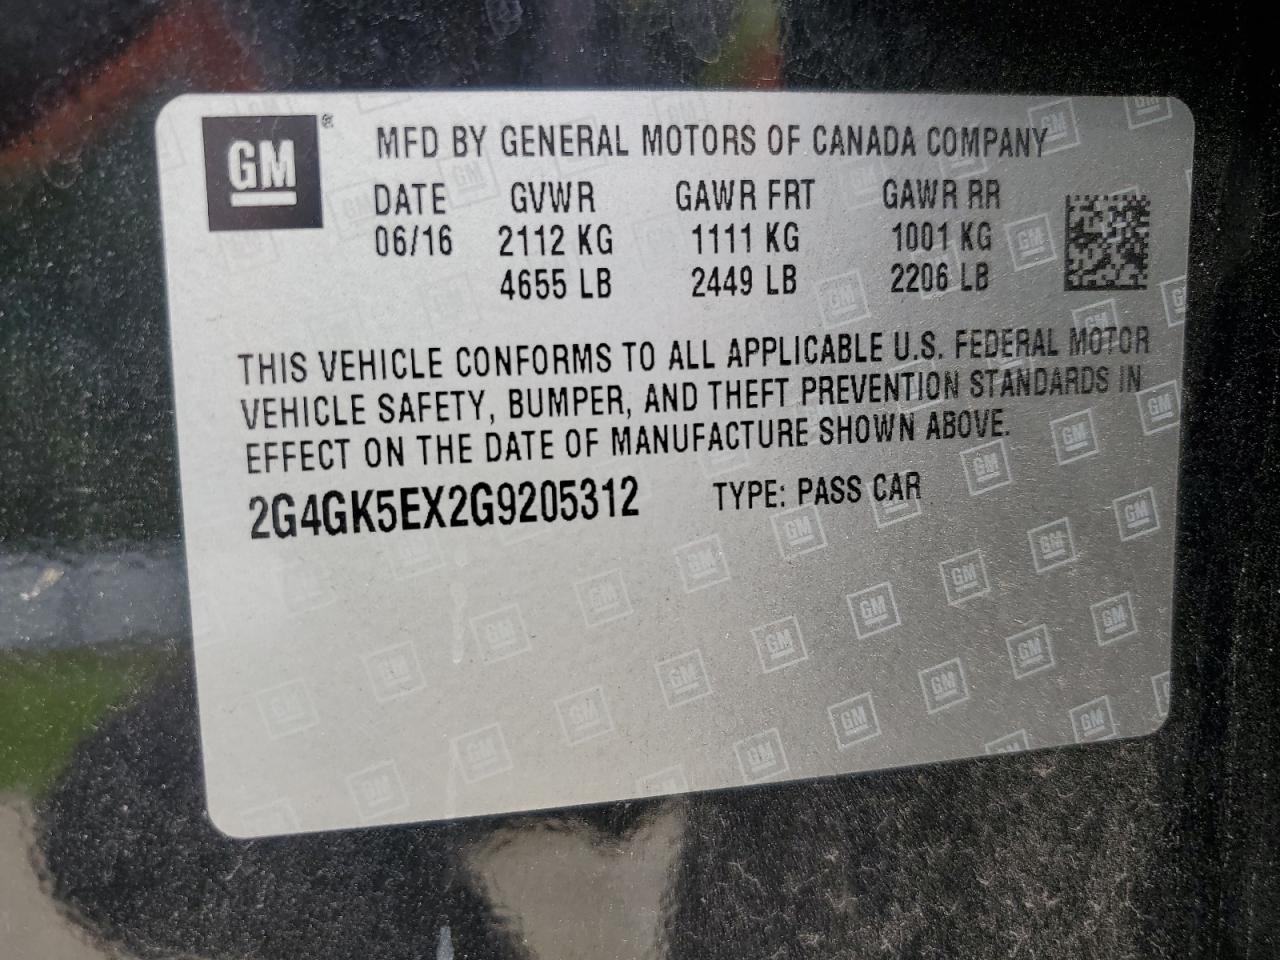 GM ®
MFD BY GENERAL MOTORS OF CANADA COMPANY
DATE GVWR GAWR FRT GAWR RR
06/16 2112 KG 1111 KG 1001 KG
4655 LB 2449 LB 2206 LB
THIS VEHICLE CONFORMS TO ALL APPLICABLE U.S. FEDERAL MOTOR
VEHICLE SAFETY, BUMPER, AND THEFT PREVENTION STANDARDS IN
EFFECT ON THE DATE OF MANUFACTURE SHOWN ABOVE.
2G4GK5EX2G9205312 TYPE: PASS CAR